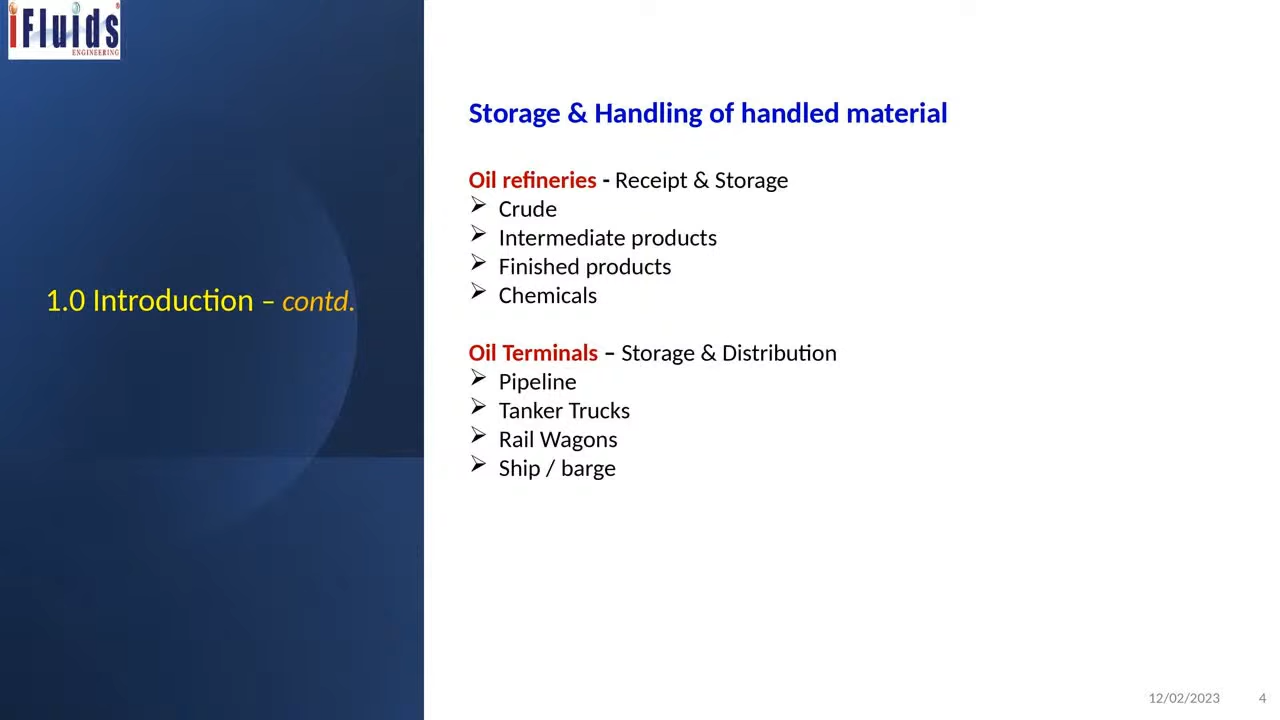 iFluids
ENGINEERING
Storage & Handling of handled material
Oil refineries - Receipt & Storage
➢ Crude
➢ Intermediate products
➢ Finished products
➢ Chemicals
1.0 Introduction – contd.
Oil Terminals – Storage & Distribution
➢ Pipeline
➢ Tanker Trucks
➢ Rail Wagons
➢ Ship / barge
12/02/2023 4